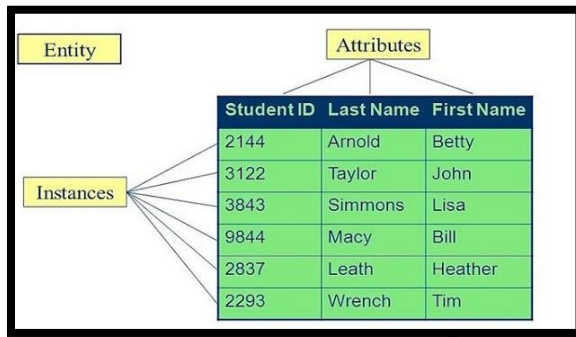 Entity
Attributes
Student ID Last Name First Name
2144 Arnold Betty
3122 Taylor John
Instances
3843 Simmons Lisa
9844 Macy Bill
2837 Leath Heather
2293 Wrench Tim